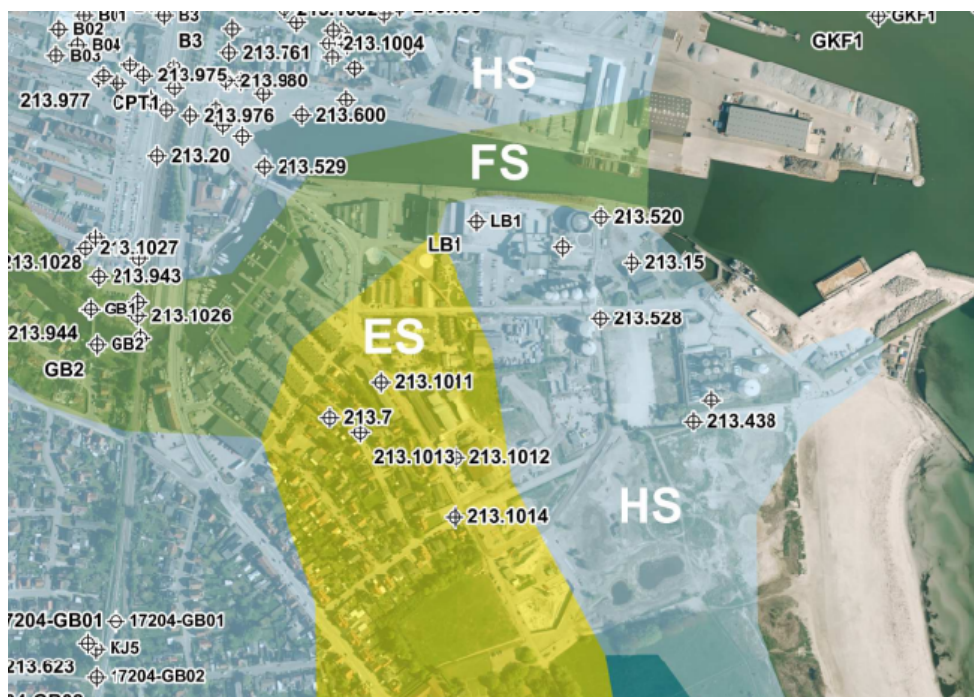 B01
B3
213.1002
GKF1
B02
B04
B3
213.761
213.1004
GKF1
B03
HS
213.975
213.980
213.977
CPT1
213.976
213.600
213.20
FS
213.529
LB1
213.520
LB1
213.1027
213.1028
213.15
213.943
GB1
213.1026
213.528
213.944
ES
GB2
GB2
213.1011
213.7
213.438
213.1013
213.1012
HS
213.1014
17204-GB01
17204-GB01
KJ5
213.623
17204-GB02